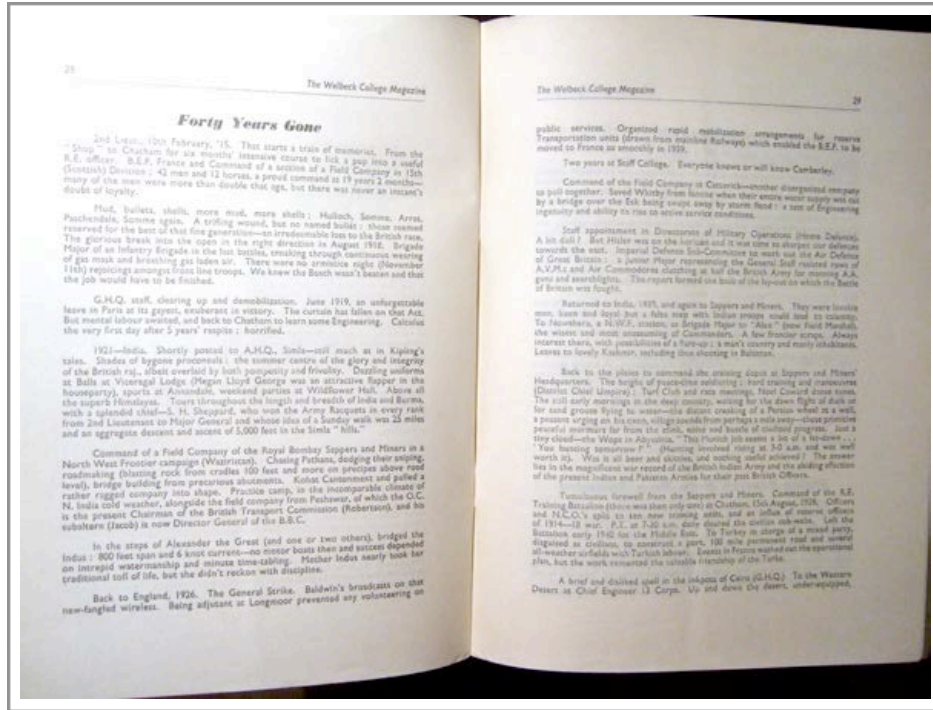 28
The Welbeck College Magazine
Forty Years Gone
2nd Lieut., 10th February, '15. That starts a train of memories. From the
"Shop" to Chatham for six months' intensive course to lick a pup into a useful
R.E. officer. B.E.F. France and Command of a section of a Field Company in 15th
(Scottish) Division: 42 men and 12 horses, a proud command at 19 years 2 months—
many of the men were more than double that age, but there was never an instant's
doubt of loyalty.
Mud, bullets, shells, more mud, more shells; Hulloch, Somme, Arras,
Paschendale, Somme again. A trifling wound, but no named bullet: those seemed
reserved for the best of that fine generation—an irredeemable loss to the British race.
The glorious break into the open in the right direction in August 1918. Brigade
Major of an Infantry Brigade in the last battles, croaking through continuous wearing
of gas mask and breathing gas laden air. There were no armistice night (November
11th) rejoicings amongst front line troops. We knew the Bosch wasn't beaten and that
the job would have to be finished.
G.H.Q. staff, clearing up and demobilization. June 1919, an unforgettable
leave in Paris at its gayest, exuberant in victory. The curtain has fallen on that Act.
But mental labour awaited, and back to Chatham to learn some Engineering. Calculus
the very first day after 5 years' respite; horrified.
1921—India. Shortly posted to A.H.Q., Simla—still much as in Kipling's
tales. Shades of bygone proconsuls; the summer centre of the glory and integrity
of the British raj., albeit overlaid by both pomposity and frivolity. Dazzling uniforms
at Balls at Viceregal Lodge (Megan Lloyd George was an attractive flapper in the
houseparty), sports at Annandale, weekend parties at Wildflower Hall. Above all
the superb Himalayas. Tours throughout the length and breadth of India and Burma,
with a splendid chief—S. H. Sheppard, who won the Army Racquets in every rank
from 2nd Lieutenant to Major General and whose idea of a Sunday walk was 25 miles
and an aggregate descent and ascent of 5,000 feet in the Simla "hills."
Command of a Field Company of the Royal Bombay Sappers and Miners in a
North West Frontier campaign (Waziristan). Chasing Pathans, dodging their sniping,
roadmaking (blasting rock from cradles 100 feet and more on precipes above road
level), bridge building from precarious abutments. Kohat Cantonment and pulled a
rather ragged company into shape. Practice camp, in the incomparable climate of
N. India cold weather, alongside the field company from Peshawar, of which the O.C.
is the present Chairman of the British Transport Commission (Robertson), and his
subaltern (Jacob) is now Director General of the B.B.C.
In the steps of Alexander the Great (and one or two others), bridged the
Indus: 800 feet span and 6 knot current—no motor boats then and success depended
on intrepid watermanship and minute time-tabling. Mother Indus nearly took her
traditional toll of life, but she didn't reckon with discipline.
Back to England, 1926. The General Strike. Baldwin's broadcasts on that
new-fangled wireless. Being adjutant at Longmoor prevented any volunteering on
The Welbeck College Magazine
29
public services. Organized rapid mobilization arrangements for reserve
Transportation units (drawn from mainline Railways) which enabled the B.E.F. to be
moved to France so smoothly in 1939.
Two years at Staff College. Everyone knows or will know Camberley.
Command of the Field Company at Catterick—another disorganized company
to pull together. Saved Whitby from famine when their entire water supply was cut
by a bridge over the Esk being swept away by storm flood: a test of Engineering
ingenuity and ability to rise to active service conditions.
Staff appointment in Directorate of Military Operations (Home Defence).
A bit dull? But Hitler was on the horizon and it was time to sharpen our defences
towards the east. Imperial Defence Sub-Committee to work out the Air Defence
of Great Britain; a junior Major representing the General Staff resisted rows of
A.V.M.s and Air Commodores clutching at half the British Army for manning A.A.
guns and searchlights. The report formed the basis of the lay-out on which the Battle
of Britain was fought.
Returned to India, 1935, and again to Sappers and Miners. They were loveable
men, keen and loyal but a false step with Indian troops could lead to calamity.
To Nowshera, a N.W.F. station, as Brigade Major to "Alex" (now Field Marshal),
the wisest and most unassuming of Commanders. A few frontier scraps. Always
interest there, with possibilities of a flare-up; a man's country and manly inhabitants.
Leaves to lovely Kashmir, including ibex shooting in Baltistan.
Back to the plains to command the training depot at Sappers and Miners'
Headquarters. The heights of peace-time soldiering; hard training and manoeuvres
(District Chief Umpire); Turf Club and race meetings, Noel Coward dance tunes.
The still early mornings in the deep country, waiting for the down flight of duck or
for sand grouse flying to water—the distant creaking of a Persian wheel at a well,
a peasant urging on his oxen, village sounds from perhaps a mile away—those primitive
peaceful murmurs far from the stink, noise and bustle of civilized progress. Just a
tiny cloud—the Wops in Abyssinia, "This Munich job seems a bit of a let-down . . ;
'You hunting tomorrow?'" (Hunting involved rising at 3-0 a.m. and was well
worth it). Was it all beer and skittles, and nothing useful achieved? The answer
lies in the magnificent war record of the British Indian Army and the abiding affection
of the present Indian and Pakistan Armies for their past British Officers.
Tumultuous farewell from the Sappers and Miners. Command of the R.E.
Training Battalion (there was then only one) at Chatham, 15th August, 1939. Officers
and N.C.O.'s split to ten new training units, and an influx of reserve officers
of 1914—18 war. P.T. at 7-30 a.m. daily deared the civilian cob-webs. Left the
Battalion early 1940 for the Middle East. To Turkey in charge of a mixed party,
disguised as civilians, to construct a port, 100 mile permanent road and several
all-weather airfields with Turkish labour. Events in France washed out the operational
plan, but the work cemented the valuable friendship of the Turks.
A brief and disliked spell in the inkpots of Cairo (G.H.Q.) To the Western
Desert as Chief Engineer 13 Corps. Up and down the desert, under-equipped,